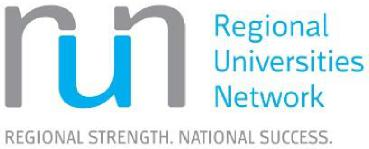 run
Regional
Universities
Network
REGIONAL STRENGTH. NATIONAL SUCCESS.